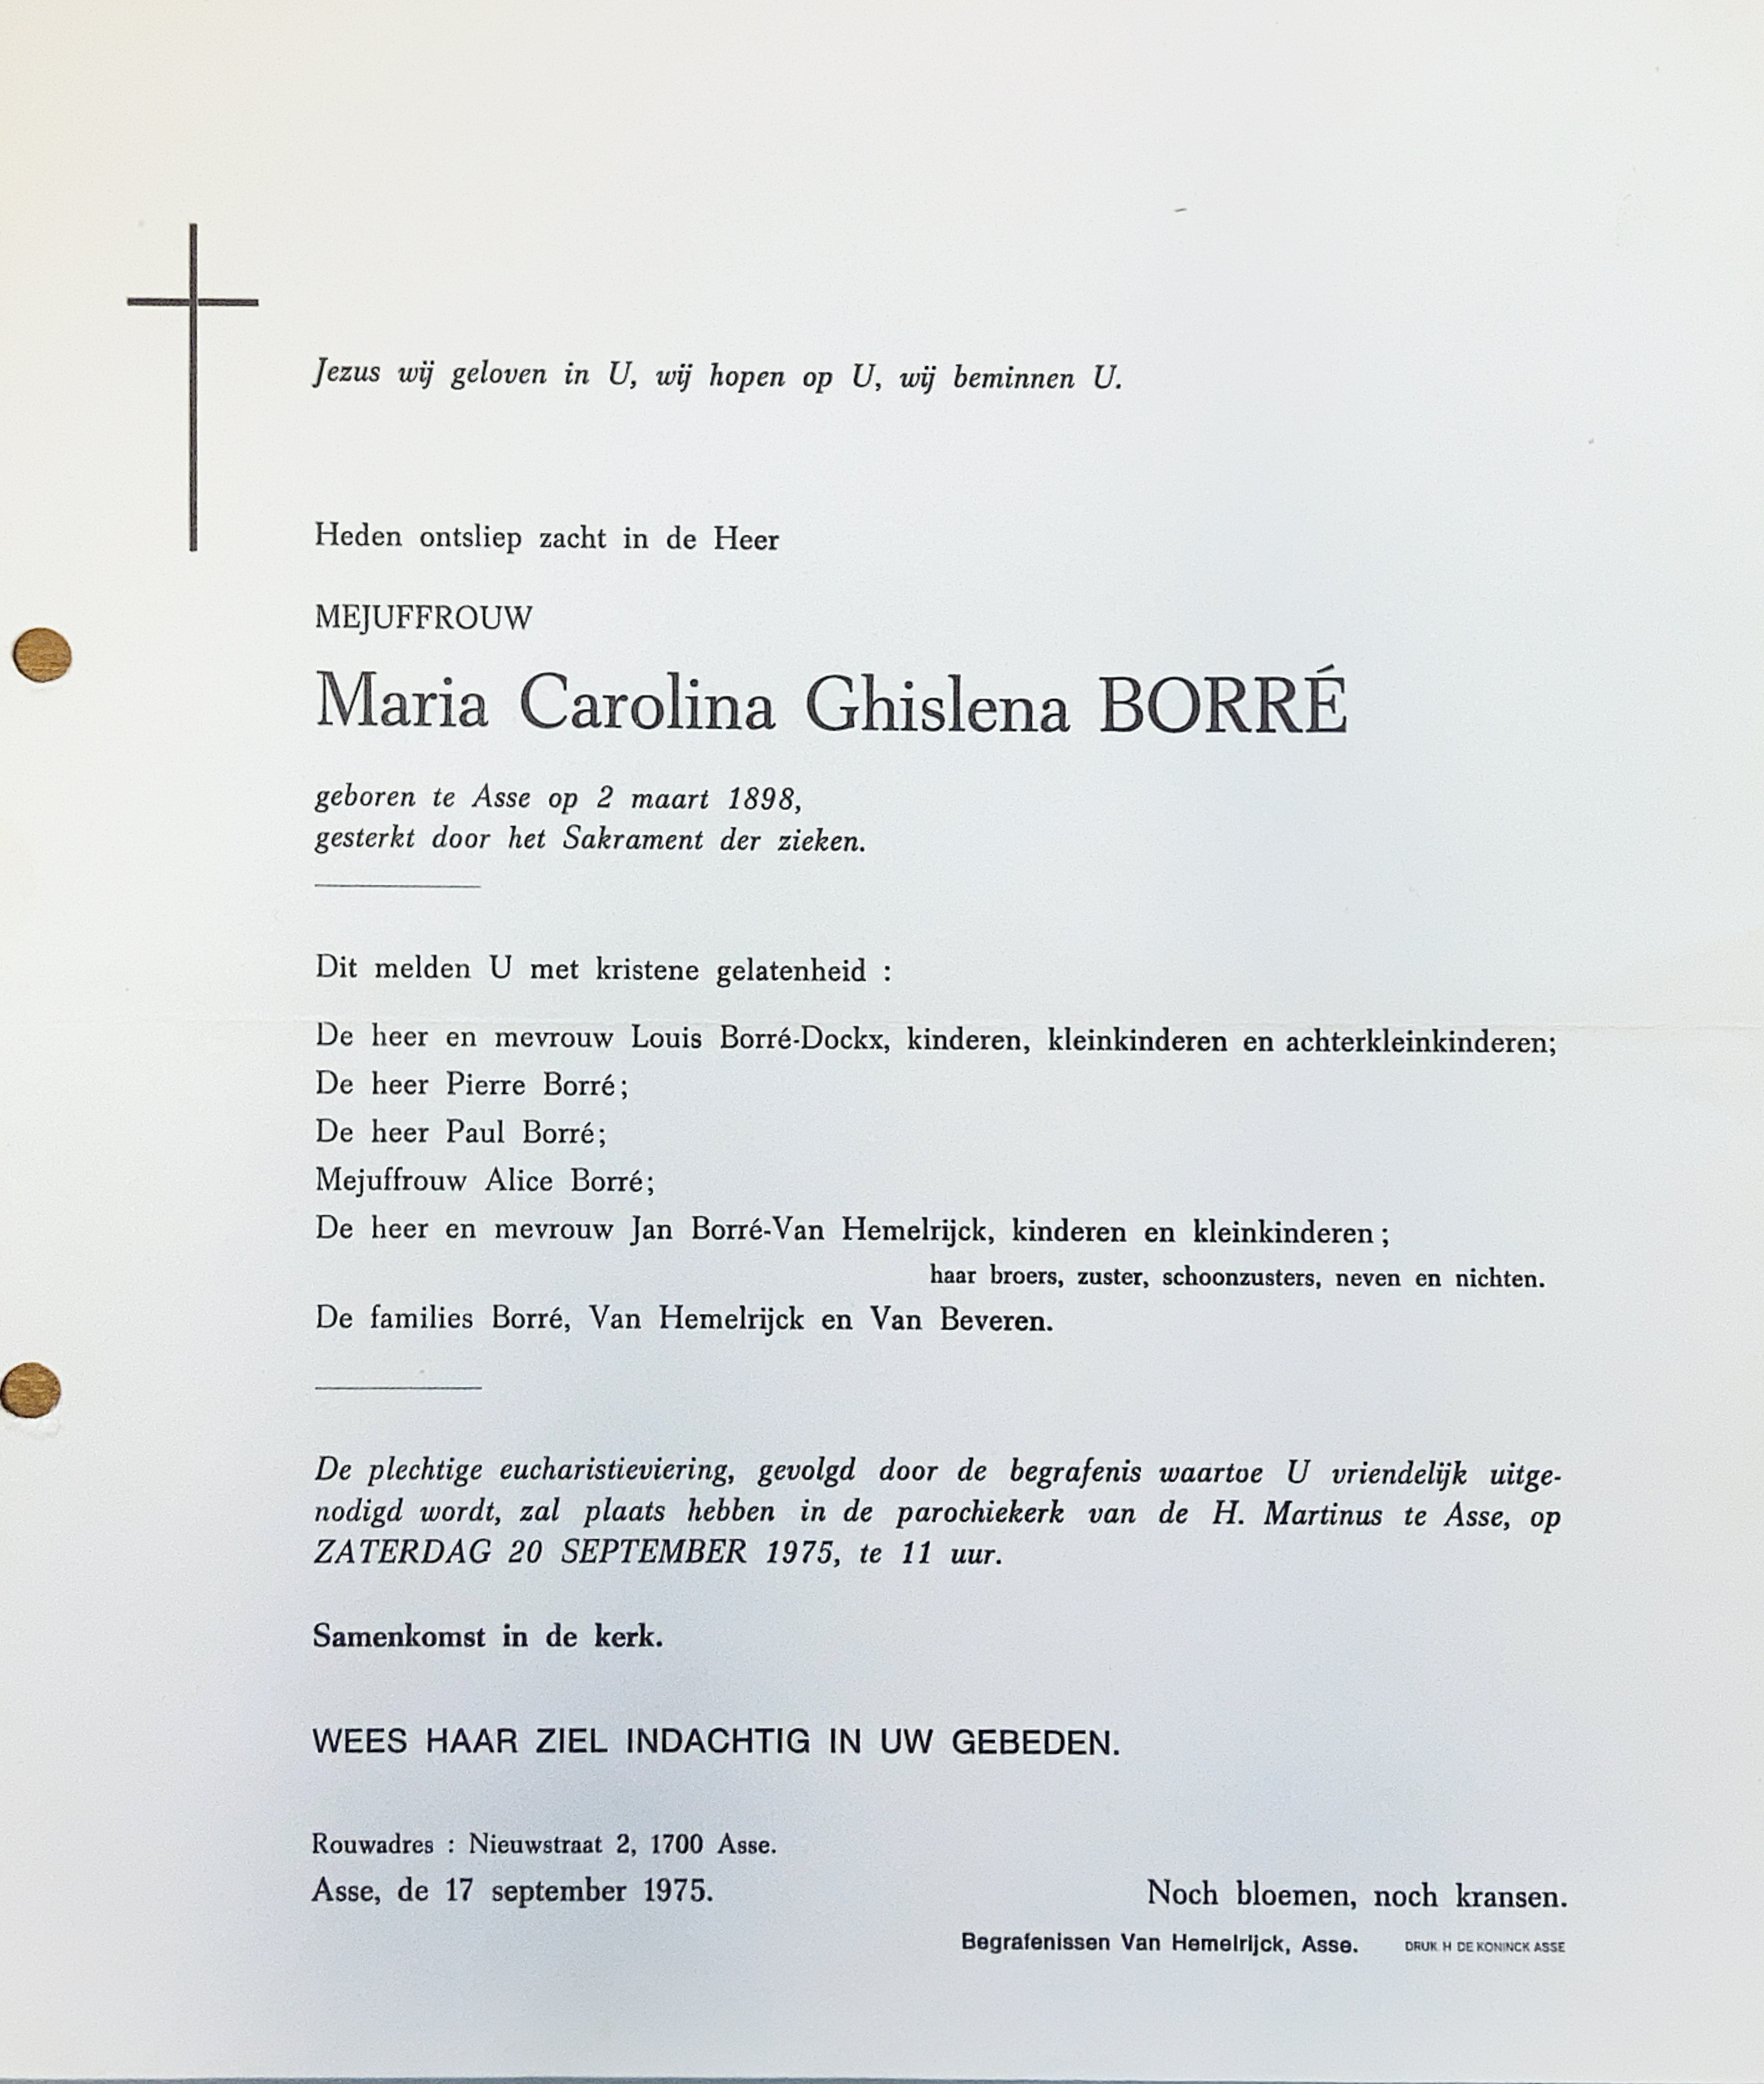 Jezus wij geloven in U, wij hopen op U, wij beminnen U.
Heden ontsliep zacht in de Heer
MEJUFFROUW
Maria Carolina Ghislena BORRÉ
geboren te Asse op 2 maart 1898,
gesterkt door het Sakrament der zieken.
Dit melden U met kristene gelatenheid :
De heer en mevrouw Louis Borré-Dockx, kinderen, kleinkinderen en achterkleinkinderen;
De heer Pierre Borré;
De heer Paul Borré;
Mejuffrouw Alice Borré;
De heer en mevrouw Jan Borré-Van Hemelrijck, kinderen en kleinkinderen ;
haar broers, zuster, schoonzusters, neven en nichten.
De families Borré, Van Hemelrijck en Van Beveren.
De plechtige eucharistieviering, gevolgd door de begrafenis waartoe U vriendelijk uitge-
nodigd wordt, zal plaats hebben in de parochiekerk van de H. Martinus te Asse, op
ZATERDAG 20 SEPTEMBER 1975, te 11 uur.
Samenkomst in de kerk.
WEES HAAR ZIEL INDACHTIG IN UW GEBEDEN.
Rouwadres : Nieuwstraat 2, 1700 Asse.
Asse, de 17 september 1975.
Noch bloemen, noch kransen.
Begrafenissen Van Hemelrijck, Asse.
DRUK. H DE KONINCK ASSE